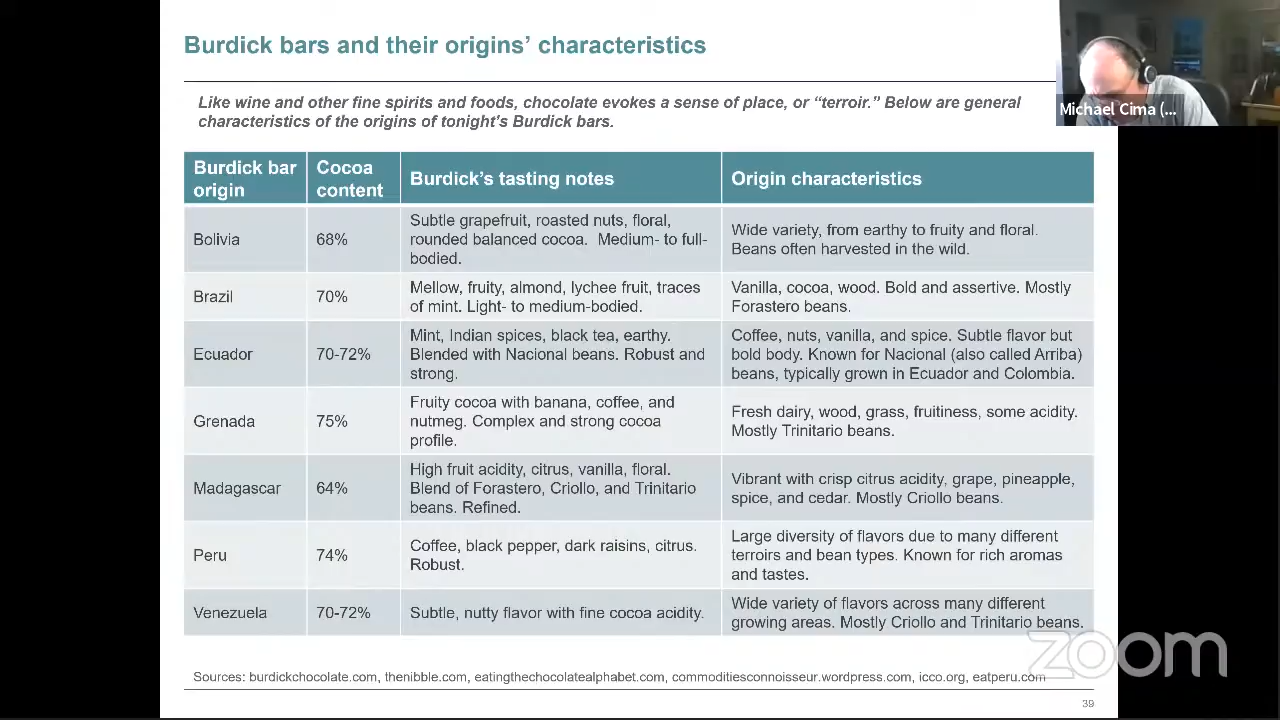 Burdick bars and their origins’ characteristics
Michael Cima (...
Like wine and other fine spirits and foods, chocolate evokes a sense of place, or “terroir.” Below are general
characteristics of the origins of tonight’s Burdick bars.
Burdick bar
origin
Cocoa
content
Burdick’s tasting notes
Origin characteristics
Bolivia
68%
Subtle grapefruit, roasted nuts, floral,
rounded balanced cocoa.  Medium- to full-
bodied.
Wide variety, from earthy to fruity and floral.
Beans often harvested in the wild.
Brazil
70%
Mellow, fruity, almond, lychee fruit, traces
of mint. Light- to medium-bodied.
Vanilla, cocoa, wood. Bold and assertive. Mostly
Forastero beans.
Ecuador
70-72%
Mint, Indian spices, black tea, earthy.
Blended with Nacional beans. Robust and
strong.
Coffee, nuts, vanilla, and spice. Subtle flavor but
bold body. Known for Nacional (also called Arriba)
beans, typically grown in Ecuador and Colombia.
Grenada
75%
Fruity cocoa with banana, coffee, and
nutmeg. Complex and strong cocoa
profile.
Fresh dairy, wood, grass, fruitiness, some acidity.
Mostly Trinitario beans.
Madagascar
64%
High fruit acidity, citrus, vanilla, floral.
Blend of Forastero, Criollo, and Trinitario
beans. Refined.
Vibrant with crisp citrus acidity, grape, pineapple,
spice, and cedar. Mostly Criollo beans.
Peru
74%
Coffee, black pepper, dark raisins, citrus.
Robust.
Large diversity of flavors due to many different
terroirs and bean types. Known for rich aromas
and tastes.
Venezuela
70-72%
Subtle, nutty flavor with fine cocoa acidity.
Wide variety of flavors across many different
growing areas. Mostly Criollo and Trinitario beans.
zoom
Sources: burdickchocolate.com, thenibble.com, eatingthechocolatealphabet.com, commoditiesconnoisseur.wordpress.com, icco.org, eatperu.com
39